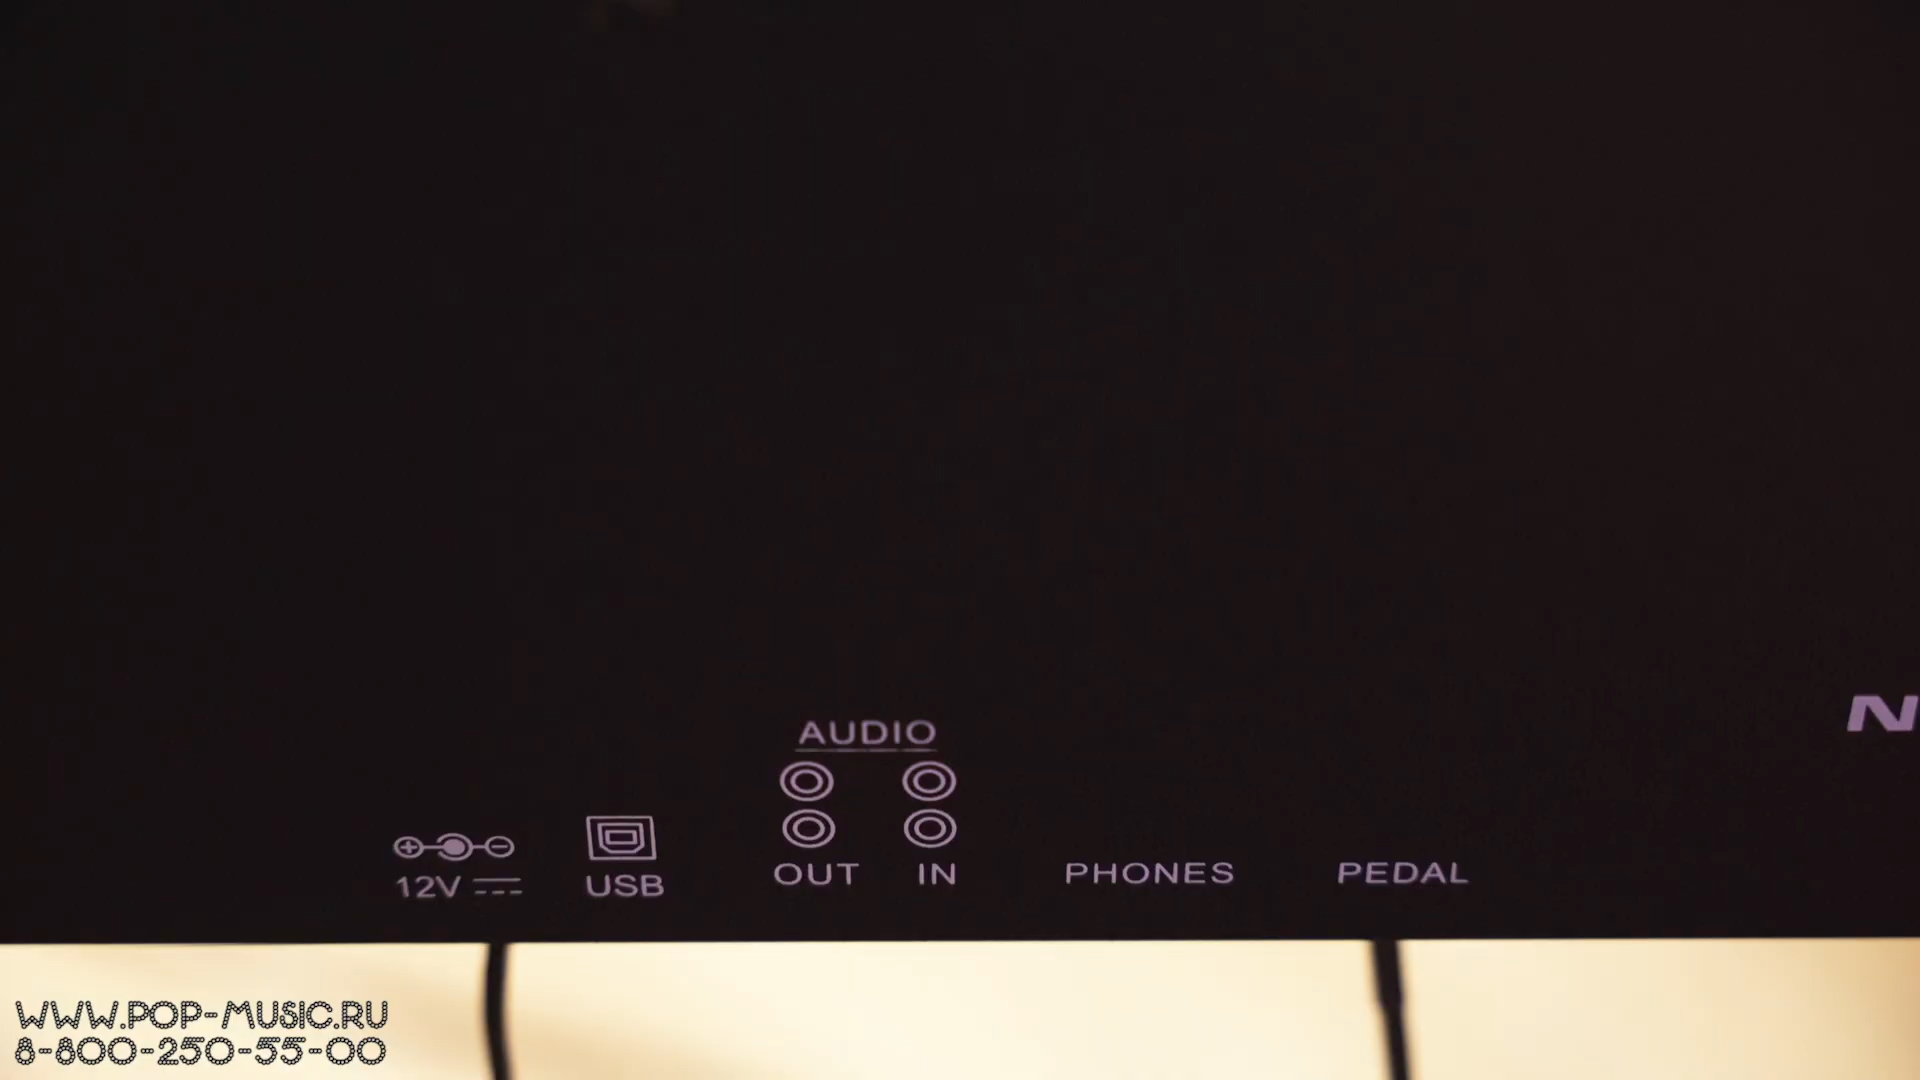 N
AUDIO
12V
USB
OUT
IN
PHONES
PEDAL
WWW.POP-MUSIC.RU
8-800-250-55-00